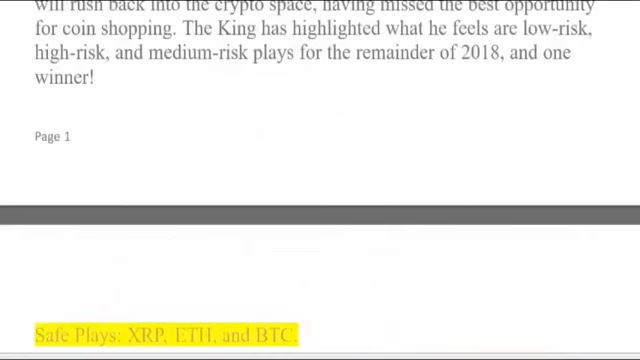 will rush back into the crypto space, having missed the best opportunity
for coin shopping. The King has highlighted what he feels are low-risk,
high-risk, and medium-risk plays for the remainder of 2018, and one
winner!
Page 1
Safe Plays: XRP, ETH, and BTC.